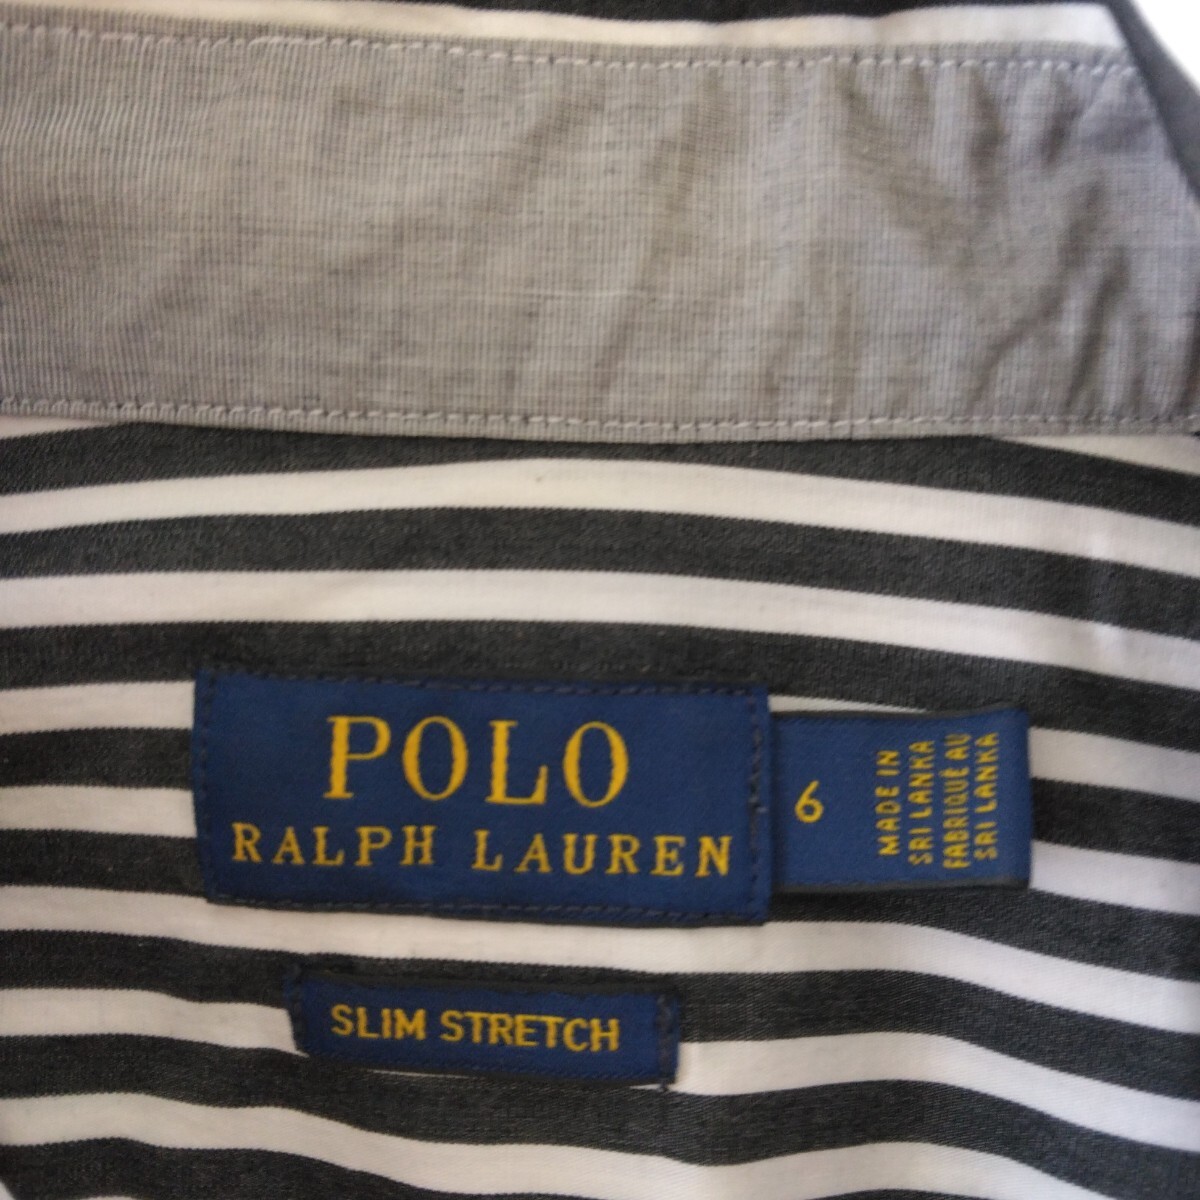 POLO
RALPH LAUREN
6
MADE IN
SRI LANKA
FABRIQUÉ AU
SRI LANKA
SLIM STRETCH